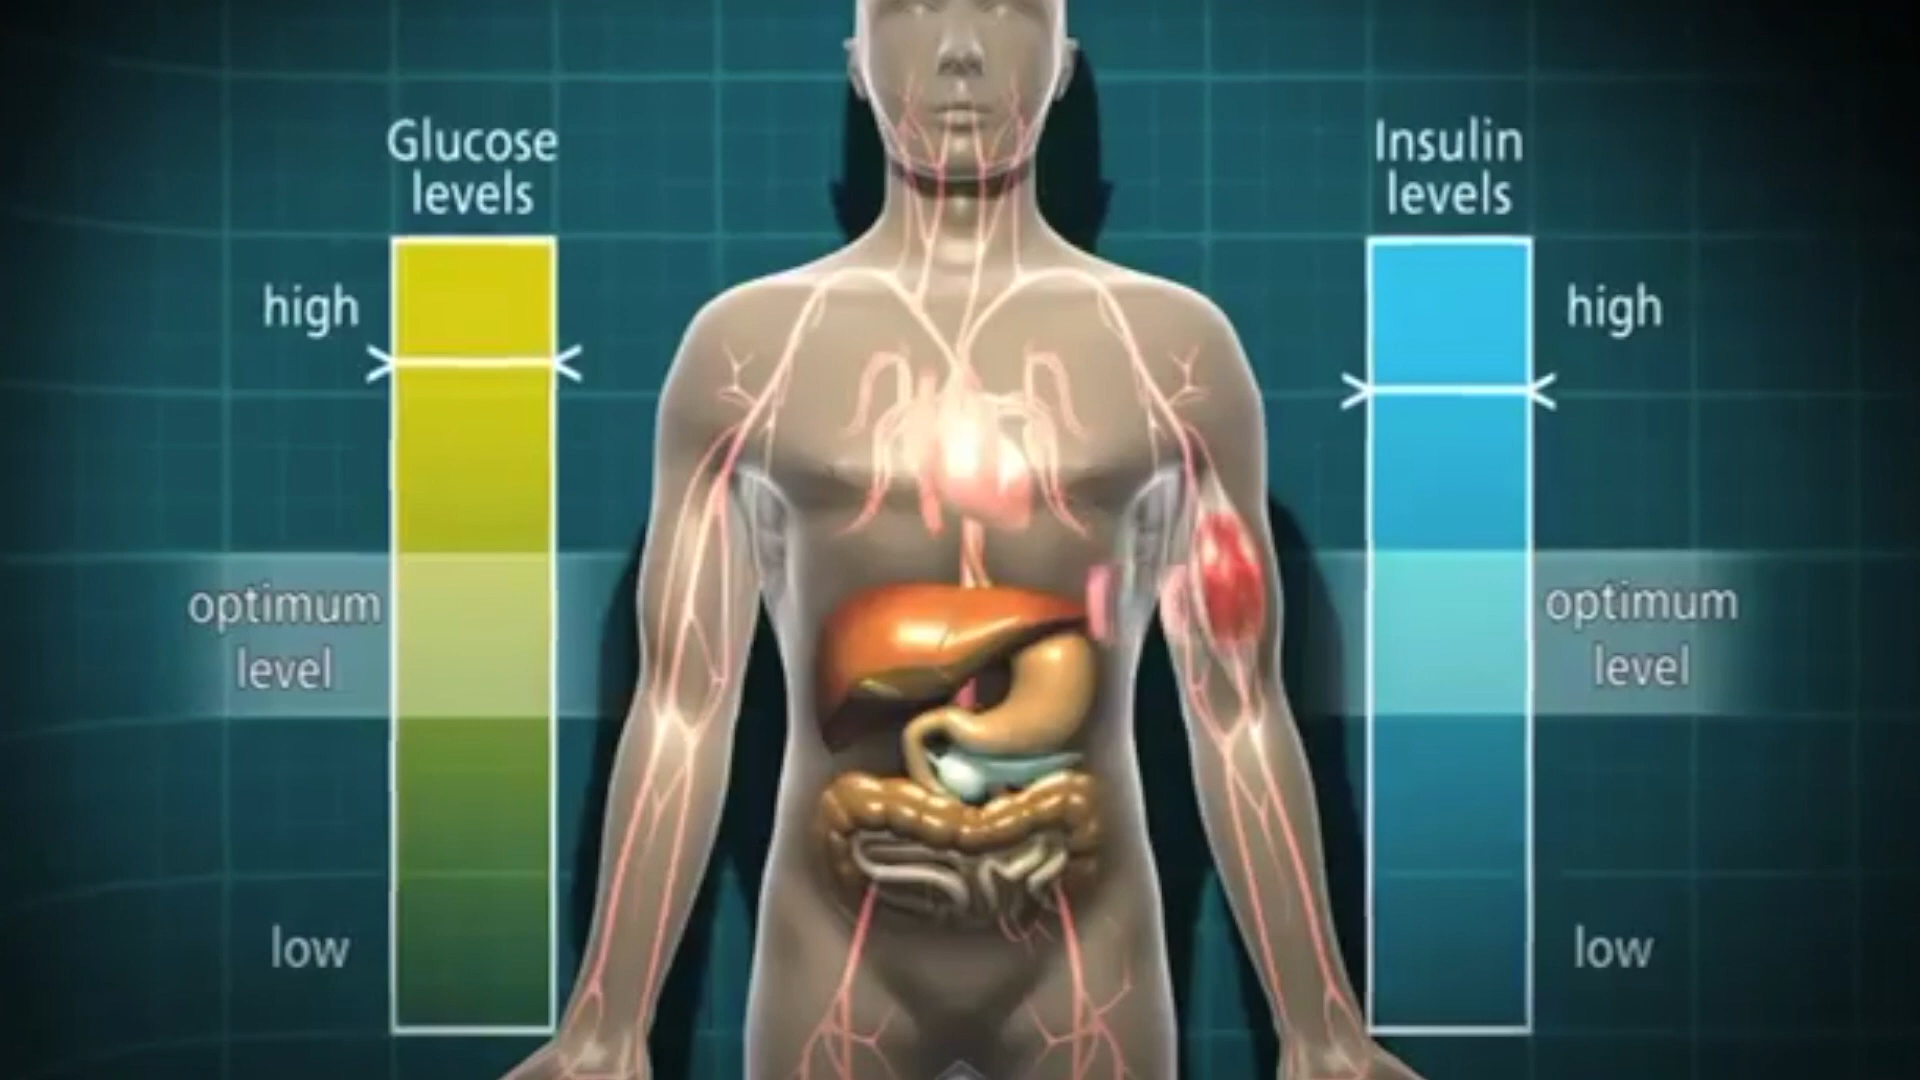 Glucose
levels
high
optimum
level
low
Insulin
levels
high
optimum
level
low